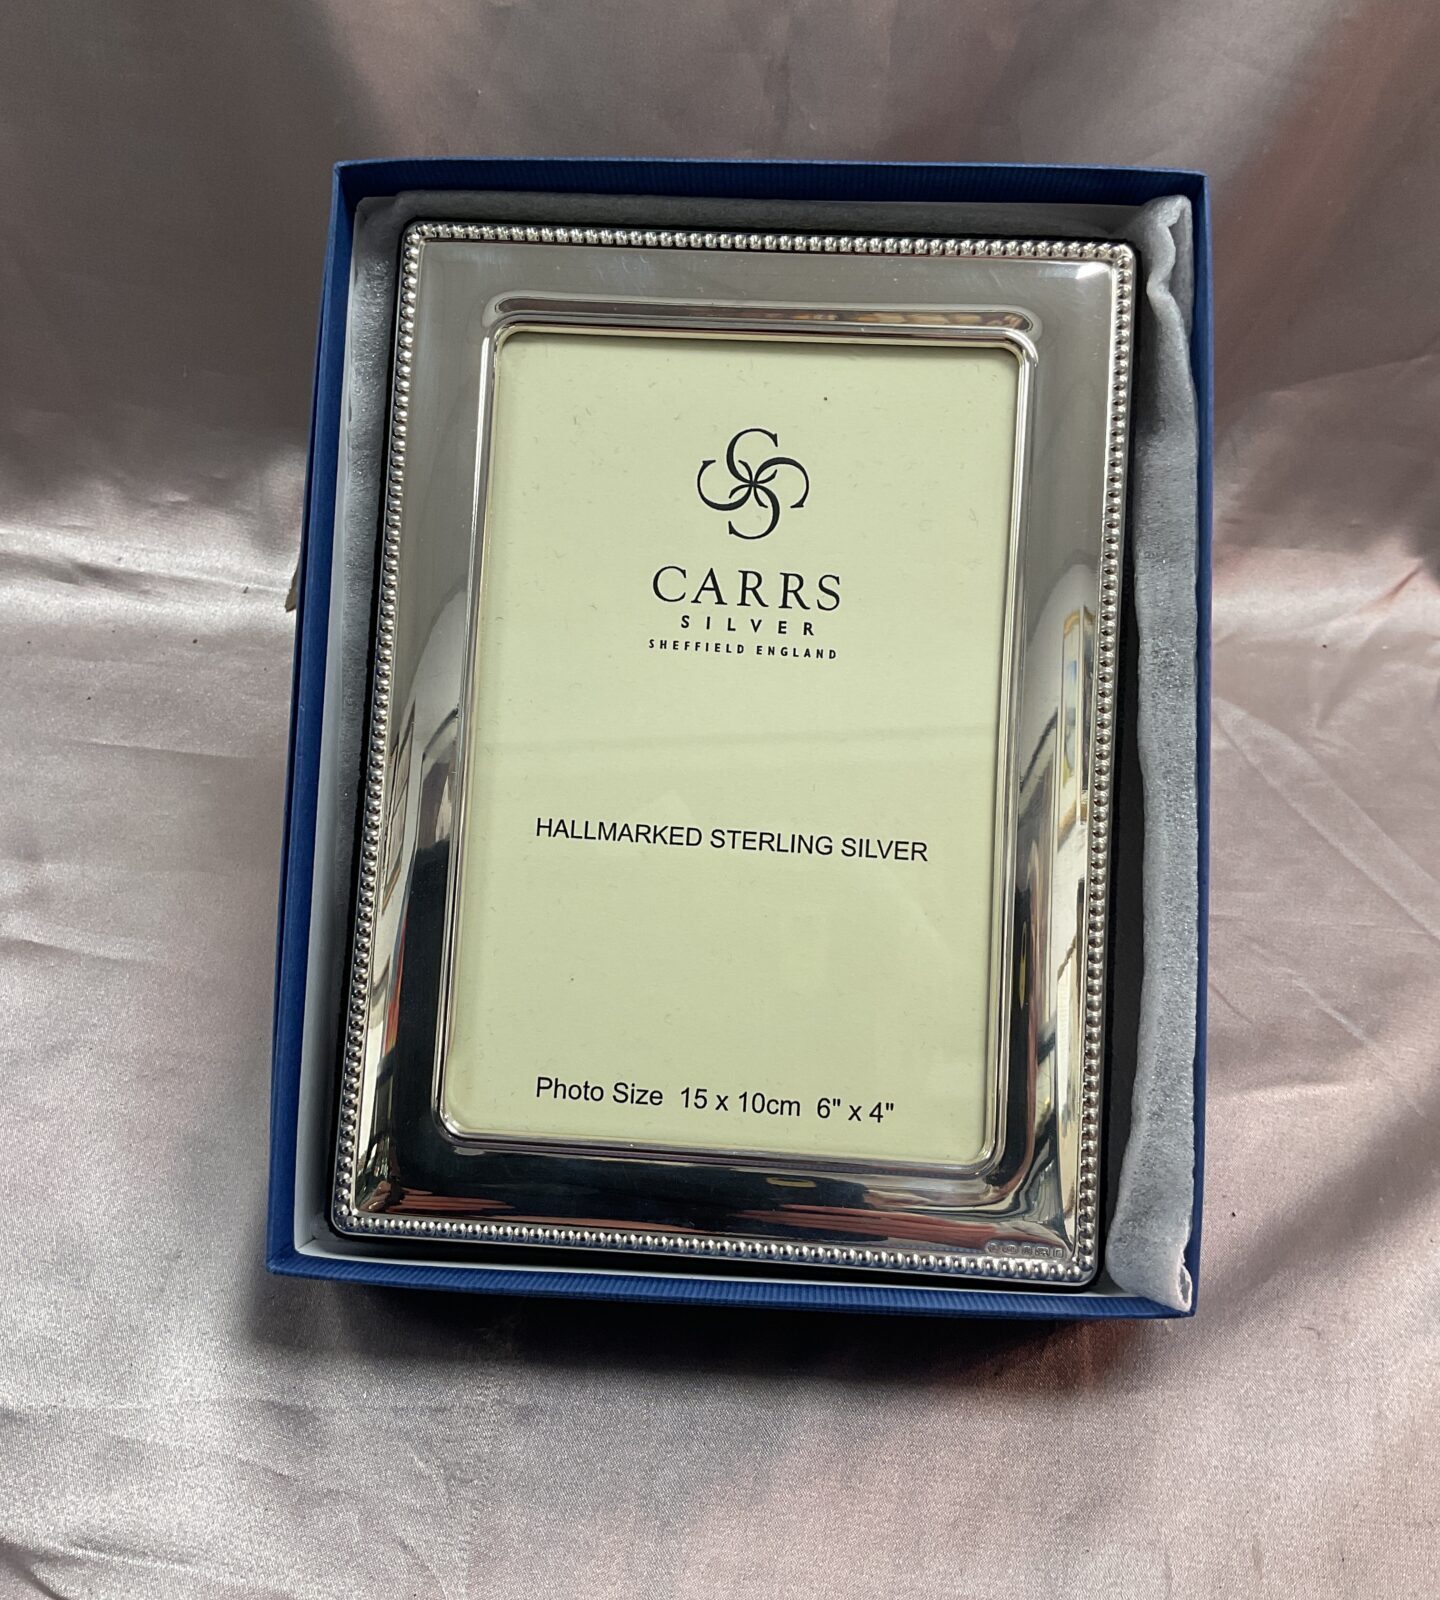 CARRS
SILVER
SHEFFIELD ENGLAND
HALLMARKED STERLING SILVER
Photo Size 15 x 10cm 6" x 4"